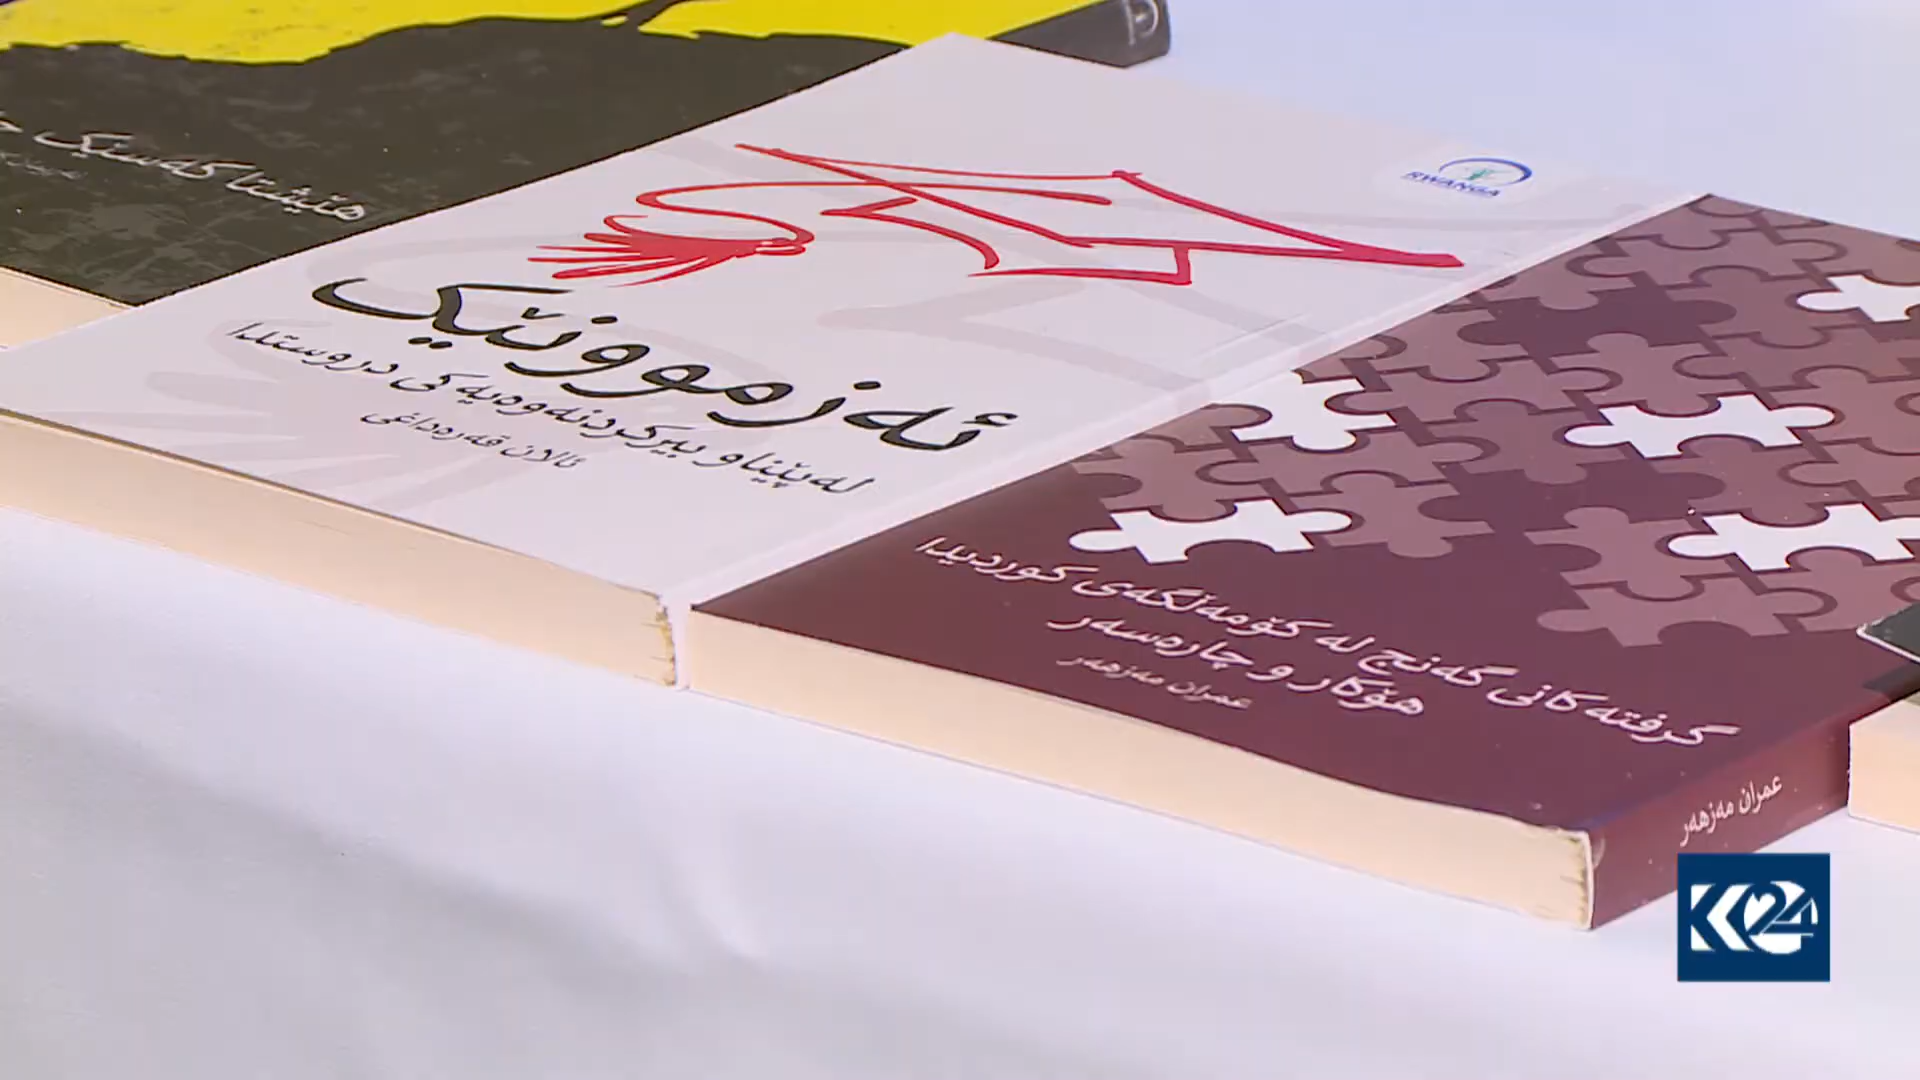 هێشتا کەسێک
RWANGA
ئەزموونێک
لەپێناو بیرکردنەوەیەکی دروستدا
ئالان قەرەداغی
گرفتەکانی گەنج لە کۆمەڵگەی کوردیدا
هۆکار و چارەسەر
عمران مەزهەر
عمران مەزهەر
K24